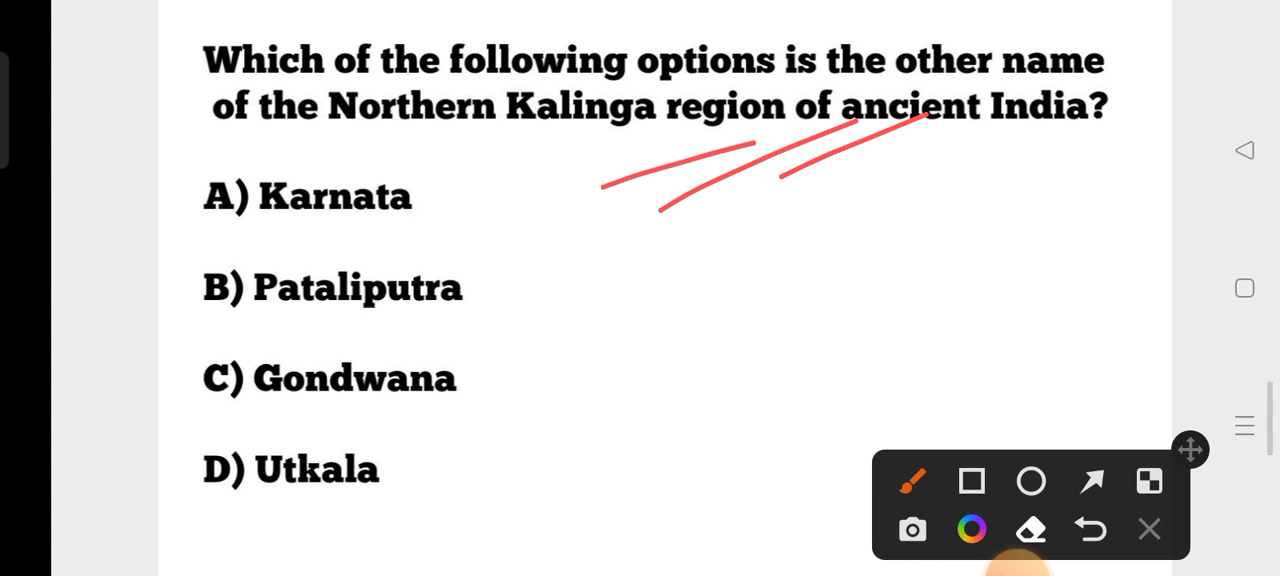 Which of the following options is the other name
of the Northern Kalinga region of ancient India?
A) Karnata
B) Pataliputra
C) Gondwana
D) Utkala